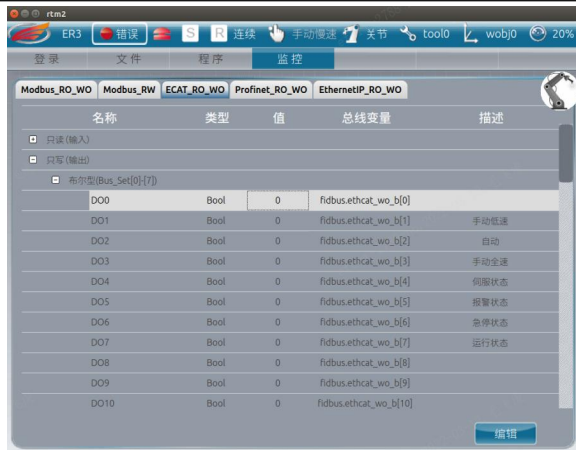 rtm2
ER3 错误 S R 连续 手动慢速 关节 tool0 wobj0 20%
登录 文件 程序 监控
Modbus_RO_WO Modbus_RW ECAT_RO_WO Profinet_RO_WO EthernetIP_RO_WO
名称 类型 值 总线变量 描述
只读(输入)
只写(输出)
布尔型(Bus_Set[0]-[7])
DO0 Bool 0 fidbus.ethcat_wo_b[0]
DO1 Bool 0 fidbus.ethcat_wo_b[1] 手动低速
DO2 Bool 0 fidbus.ethcat_wo_b[2] 自动
DO3 Bool 0 fidbus.ethcat_wo_b[3] 手动全速
DO4 Bool 0 fidbus.ethcat_wo_b[4] 伺服状态
DO5 Bool 0 fidbus.ethcat_wo_b[5] 报警状态
DO6 Bool 0 fidbus.ethcat_wo_b[6] 急停状态
DO7 Bool 0 fidbus.ethcat_wo_b[7] 运行状态
DO8 Bool 0 fidbus.ethcat_wo_b[8]
DO9 Bool 0 fidbus.ethcat_wo_b[9]
DO10 Bool 0 fidbus.ethcat_wo_b[10]
编辑